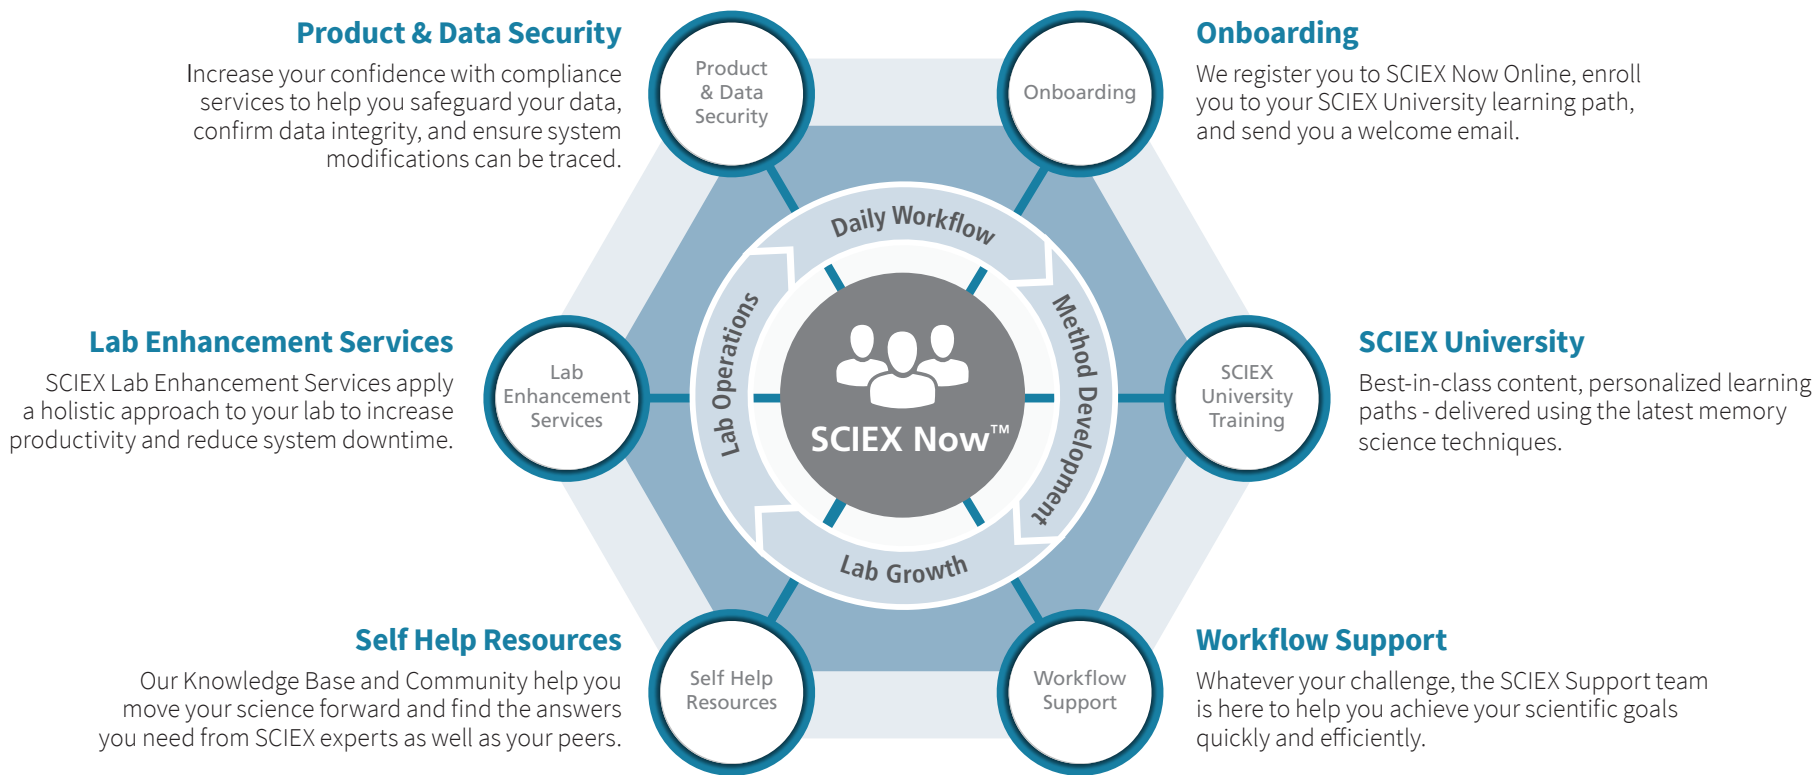 Product & Data Security
Increase your confidence with compliance
services to help you safeguard your data,
confirm data integrity, and ensure system
modifications can be traced.
Product
& Data
Security
Onboarding
Onboarding
We register you to SCIEX Now Online, enroll
you to your SCIEX University learning path,
and send you a welcome email.
Daily Workflow
Lab Enhancement Services
SCIEX Lab Enhancement Services apply
a holistic approach to your lab to increase
productivity and reduce system downtime.
Lab
Enhancement
Services
Lab Operations
SCIEX Now™
Method Development
SCIEX
University
Training
SCIEX University
Best-in-class content, personalized learning
paths - delivered using the latest memory
science techniques.
Lab Growth
Self Help Resources
Our Knowledge Base and Community help you
move your science forward and find the answers
you need from SCIEX experts as well as your peers.
Self Help
Resources
Workflow
Support
Workflow Support
Whatever your challenge, the SCIEX Support team
is here to help you achieve your scientific goals
quickly and efficiently.